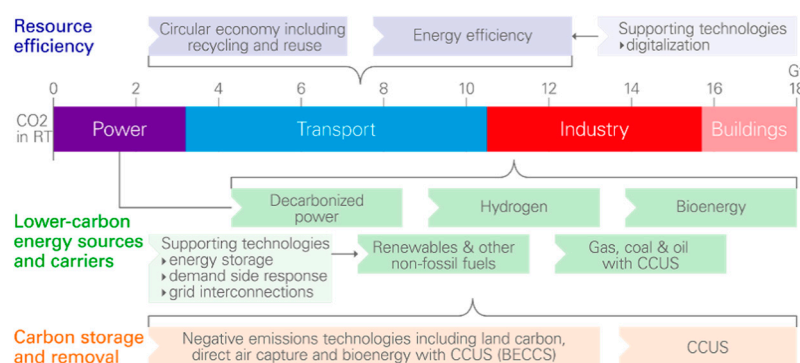 Resource
efficiency
Circular economy including
recycling and reuse
Energy efficiency
Supporting technologies
▸digitalization
G
0 2 4 6 8 10 12 14 16 18
CO2
in RT
Power
Transport
Industry
Buildings
Lower-carbon
energy sources
and carriers
Decarbonized
power
Hydrogen
Bioenergy
Supporting technologies
▸energy storage
▸demand side response
▸grid interconnections
Renewables & other
non-fossil fuels
Gas, coal & oil
with CCUS
Carbon storage
and removal
Negative emissions technologies including land carbon,
direct air capture and bioenergy with CCUS (BECCS)
CCUS